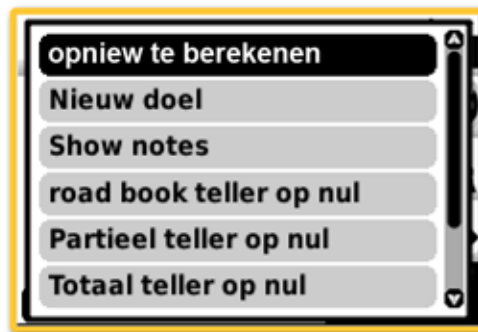 opniew te berekenen
Nieuw doel
Show notes
road book teller op nul
Partieel teller op nul
Totaal teller op nul